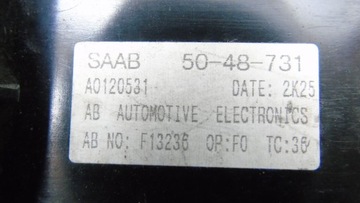 SAAB 50-48-731
A0120531 DATE: 2K25
AB AUTOMOTIVE ELECTRONICS
AB NO: F13236 OP:F0 TC:36